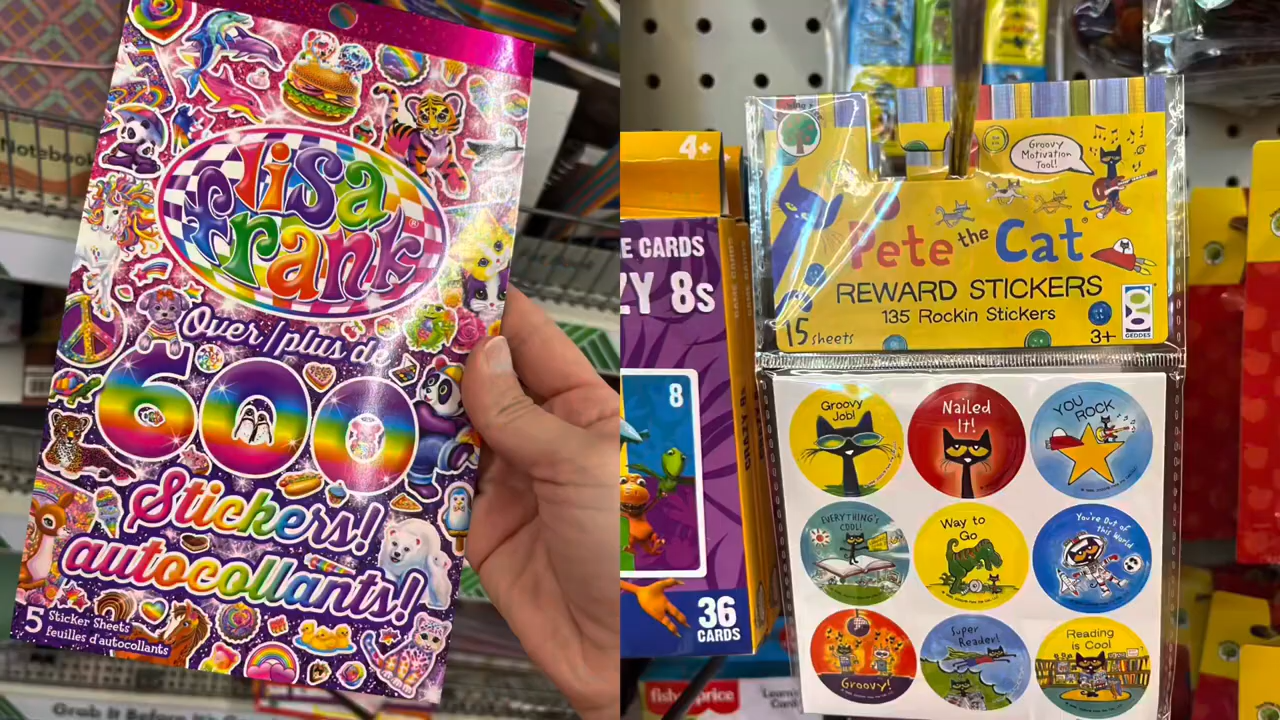 Notebook
lisa
frank®
Over/plus de
600
Stickers!
autocollants!
5 Sticker Sheets
feuilles d'autocollants
4+
E CARDS
ZY 8s
8
36
CARDS
CRAZY 8s
fisher-price
Groovy
Motivation
Tool!
Pete the Cat®
REWARD STICKERS
135 Rockin Stickers
15 sheets
3+
GEDDES
Groovy
Job!
Nailed
It!
YOU
ROCK
EVERYTHING'S
COOL!
Way to
Go
You're Out of
this World
Groovy!
Super
Reader!
Reading
is Cool